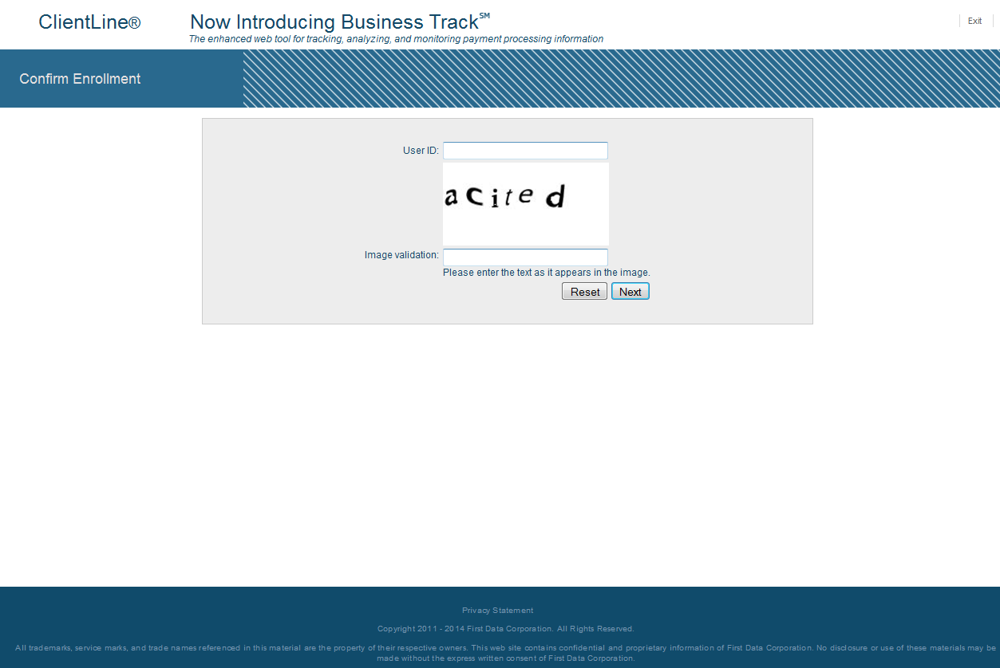 ClientLine®
Now Introducing Business Track℠
Exit
The enhanced web tool for tracking, analyzing, and monitoring payment processing information
Confirm Enrollment
User ID:
acited
Image validation:
Please enter the text as it appears in the image.
Reset Next
Privacy Statement
Copyright 2011 - 2014 First Data Corporation. All Rights Reserved.
All trademarks, service marks, and trade names referenced in this material are the property of their respective owners. This web site contains confidential and proprietary information of First Data Corporation. No disclosure or use of these materials may be
made without the express written consent of First Data Corporation.